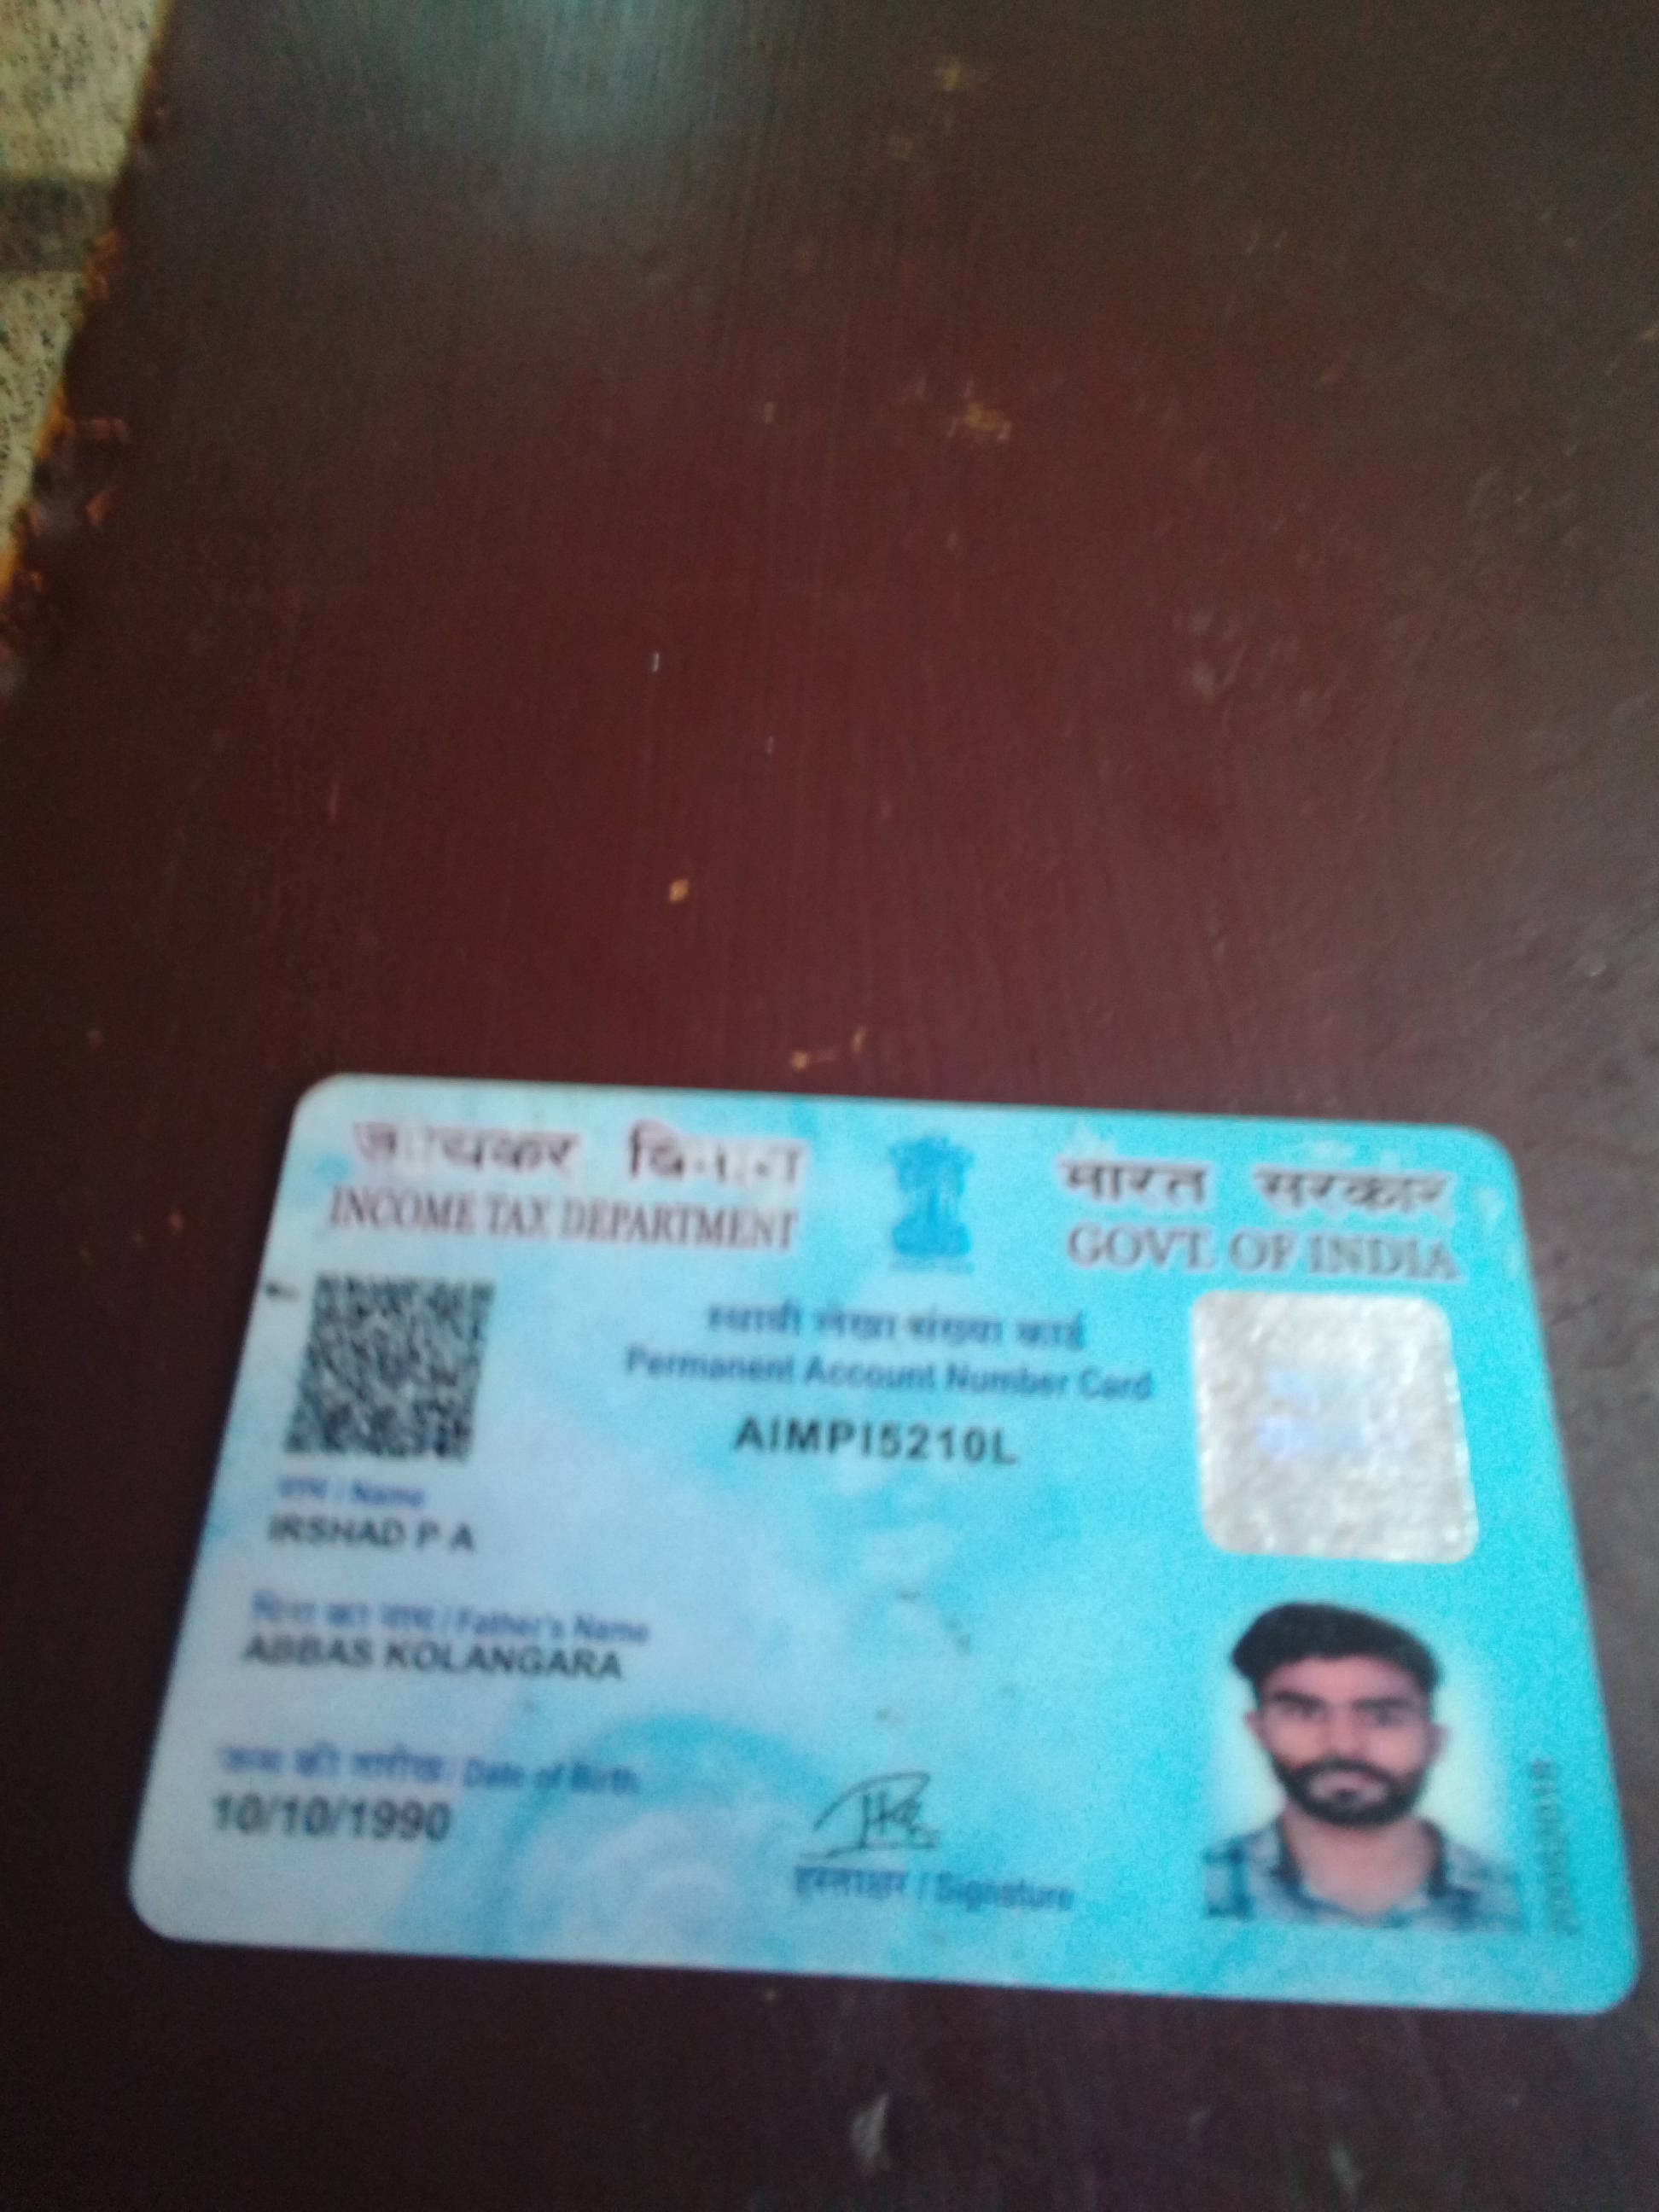 आयकर विभाग
INCOME TAX DEPARTMENT
भारत सरकार
GOVT. OF INDIA
स्थायी लेखा संख्या कार्ड
Permanent Account Number Card
AIMPI5210L
नाम / Name
IRSHAD P A
पिता का नाम / Father's Name
ABBAS KOLANGARA
जन्म की तारीख / Date of Birth
10/10/1990
हस्ताक्षर / Signature